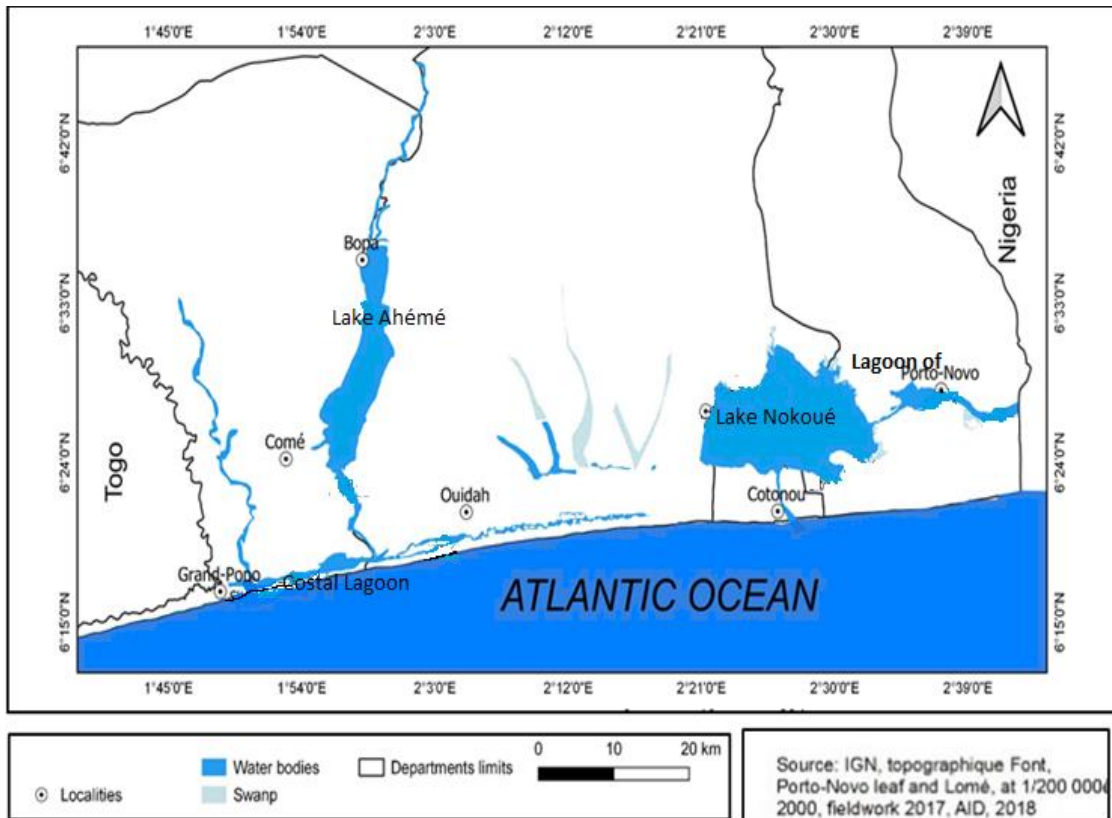 1°45'0"E 1°54'0"E 2°3'0"E 2°12'0"E 2°21'0"E 2°30'0"E 2°39'0"E
6°42'0"N
6°42'0"N
Nigeria
Bopa
6°33'0"N
Lake Ahémé
6°33'0"N
Lagoon of
Porto-Novo
Lake Nokoué
Comé
6°24'0"N
Togo
6°24'0"N
Ouidah
Cotonou
Grand-Popo
Costal Lagoon
ATLANTIC OCEAN
6°15'0"N
6°15'0"N
1°45'0"E 1°54'0"E 2°3'0"E 2°12'0"E 2°21'0"E 2°30'0"E 2°39'0"E
0 10 20 km
Water bodies
Departments limits
Localities
Swanp
Source: IGN, topographique Font,
Porto-Novo leaf and Lomé, at 1/200 000
2000, fieldwork 2017, AID, 2018